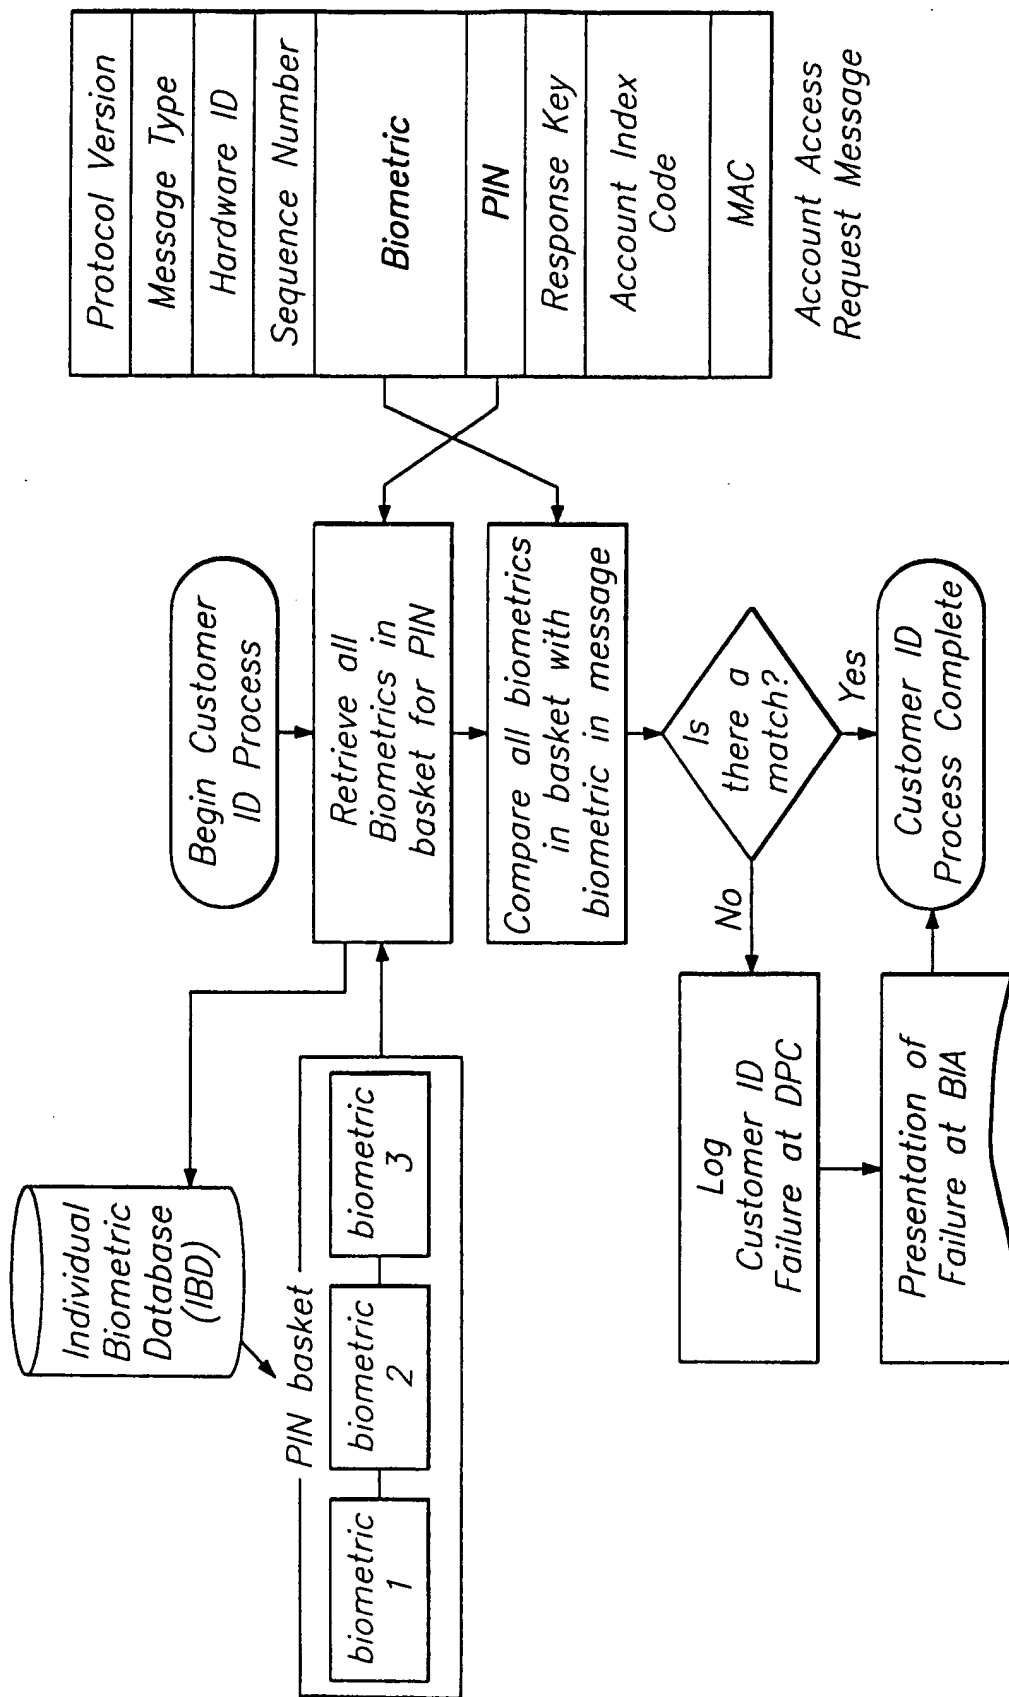 Individual
Biometric
Database
(IBD)
PIN basket
biometric
1
biometric
2
biometric
3
Begin Customer
ID Process
Retrieve all
Biometrics in
basket for PIN
Compare all biometrics
in basket with
biometric in message
Is
there a
match?
No
Yes
Log
Customer ID
Failure at DPC
Presentation of
Failure at BIA
Customer ID
Process Complete
Protocol Version
Message Type
Hardware ID
Sequence Number
Biometric
PIN
Response Key
Account Index
Code
MAC
Account Access
Request Message